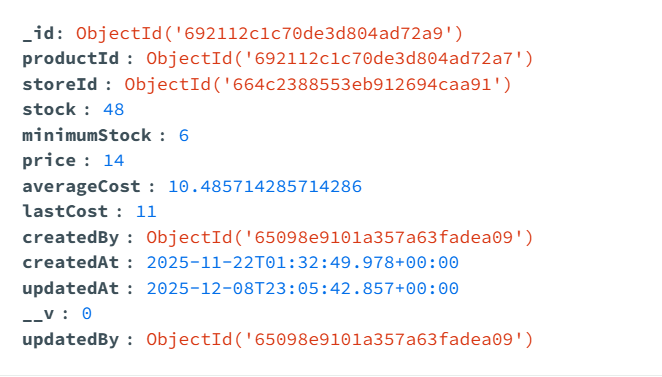 _id: ObjectId('692112c1c70de3d804ad72a9')
productId : ObjectId('692112c1c70de3d804ad72a7')
storeId : ObjectId('664c2388553eb912694caa91')
stock : 48
minimumStock : 6
price : 14
averageCost : 10.485714285714286
lastCost : 11
createdBy : ObjectId('65098e9101a357a63fadea09')
createdAt : 2025-11-22T01:32:49.978+00:00
updatedAt : 2025-12-08T23:05:42.857+00:00
__v : 0
updatedBy : ObjectId('65098e9101a357a63fadea09')